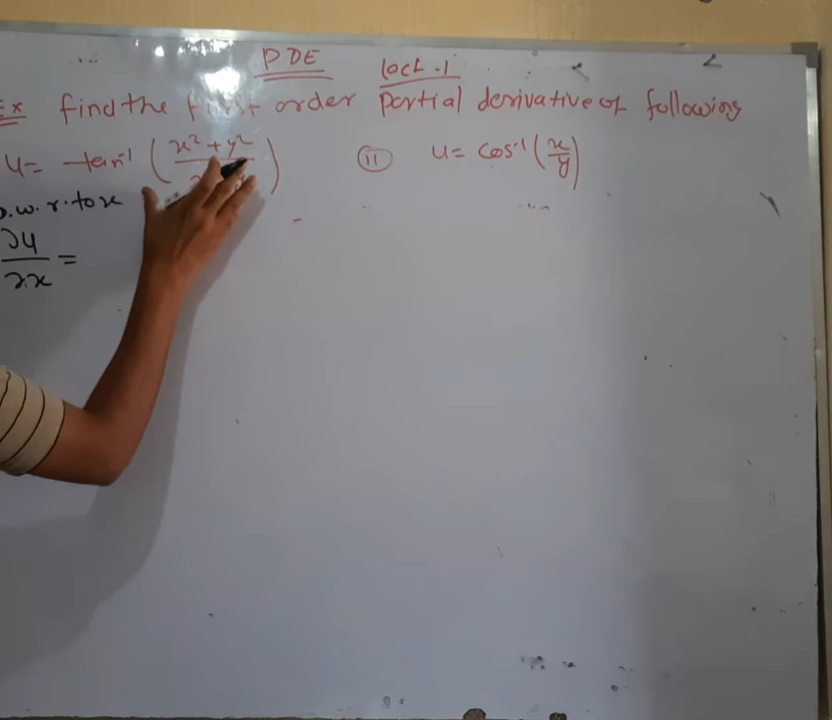 PDE Lect.1
Ex find the first order partial derivative of following
u= tan⁻¹ (x²+y²/ ) (ii) u= cos⁻¹(x/y)
D.w.r.to x
∂u/∂x =